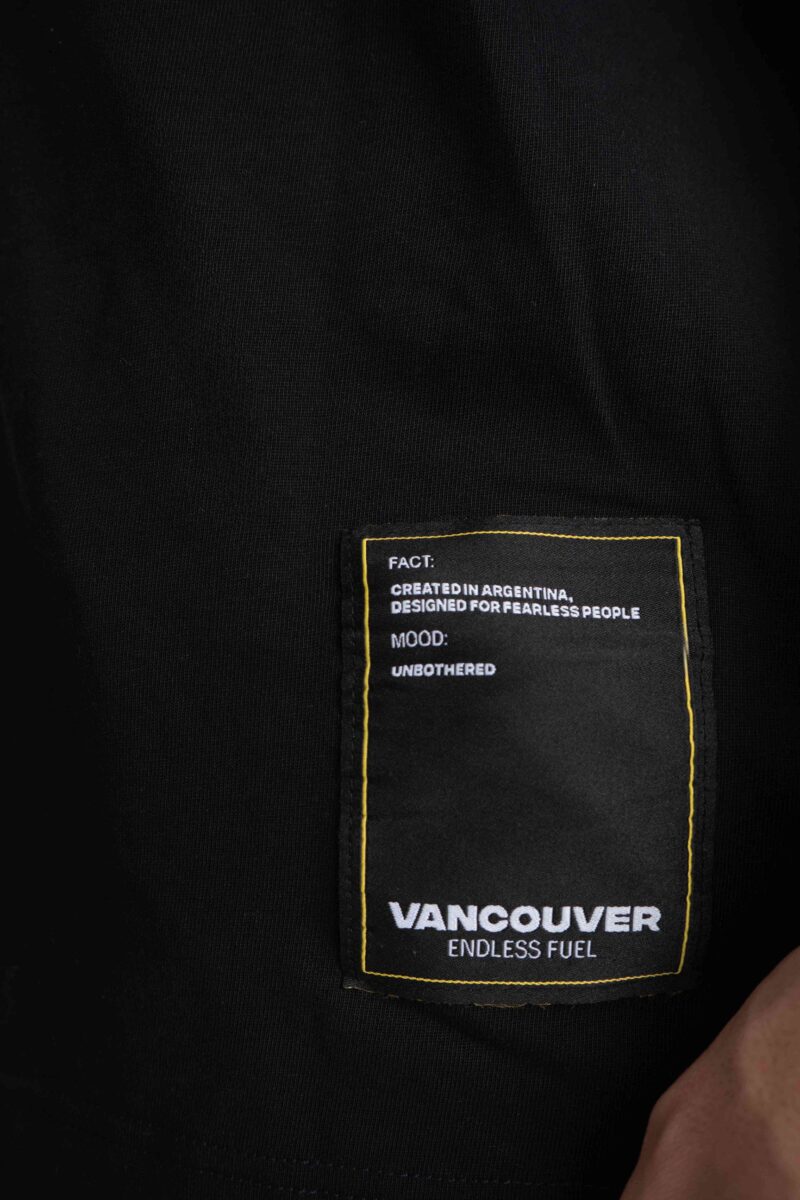 FACT:
CREATED IN ARGENTINA,
DESIGNED FOR FEARLESS PEOPLE
MOOD:
UNBOTHERED
VANCOUVER
ENDLESS FUEL